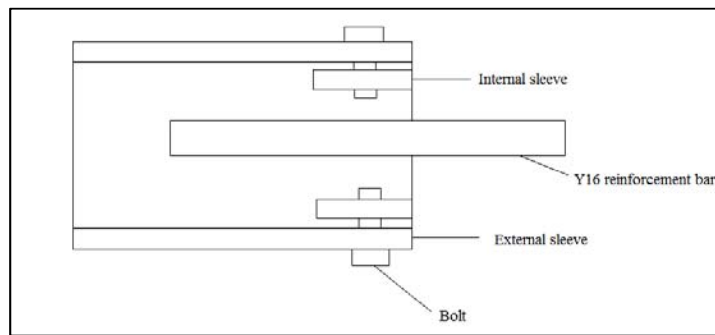 Internal sleeve
Y16 reinforcement bar
External sleeve
Bolt